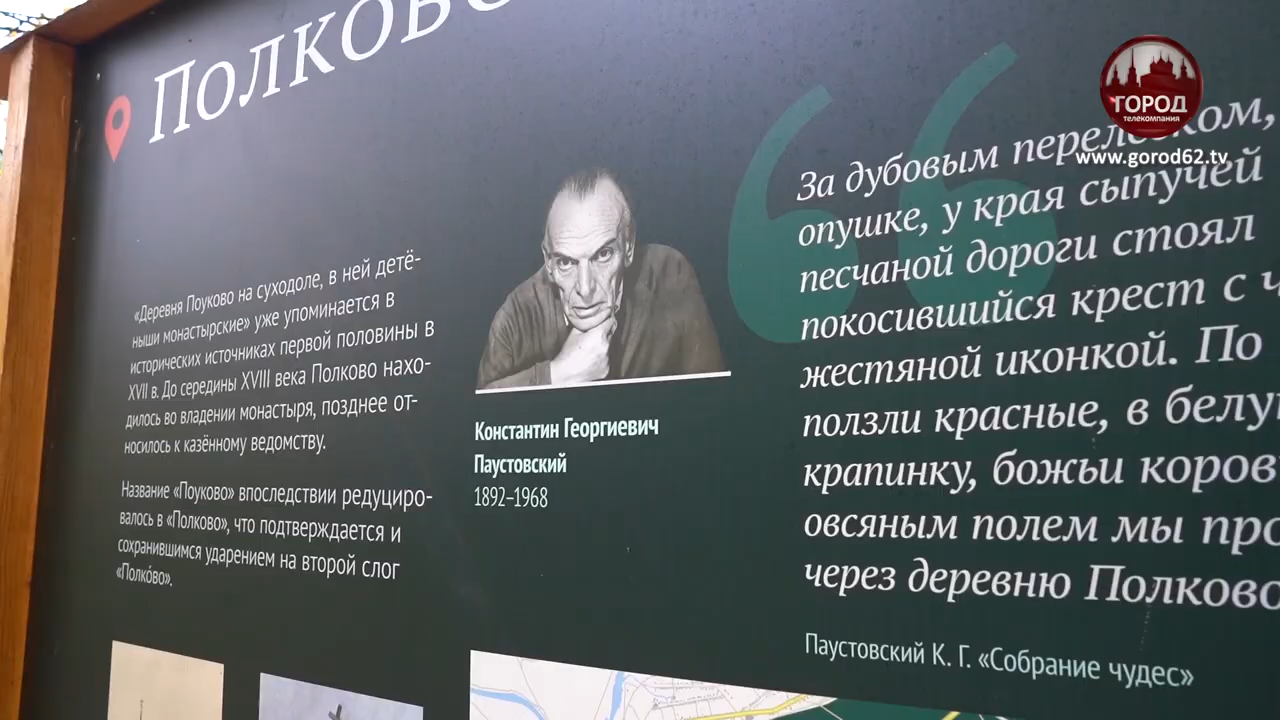 Полково
«Деревня Поуково на суходоле, в ней детё-
ныши монастырские» уже упоминается в
исторических источниках первой половины в
XVII в. До середины XVIII века Полково нахо-
дилось во владении монастыря, позднее от-
носилось к казённому ведомству.
Название «Поуково» впоследствии редуциро-
валось в «Полково», что подтверждается и
сохранившимся ударением на второй слог
«Полко́во».
Константин Георгиевич
Паустовский
1892–1968
За дубовым перелеском,
опушке, у края сыпучей
песчаной дороги стоял
покосившийся крест с
жестяной иконкой. По
ползли красные, в
крапинку, божьи
овсяным полем мы
через деревню Полково
Паустовский К. Г. «Собрание чудес»
ГОРОД
телекомпания
www.gorod62.tv